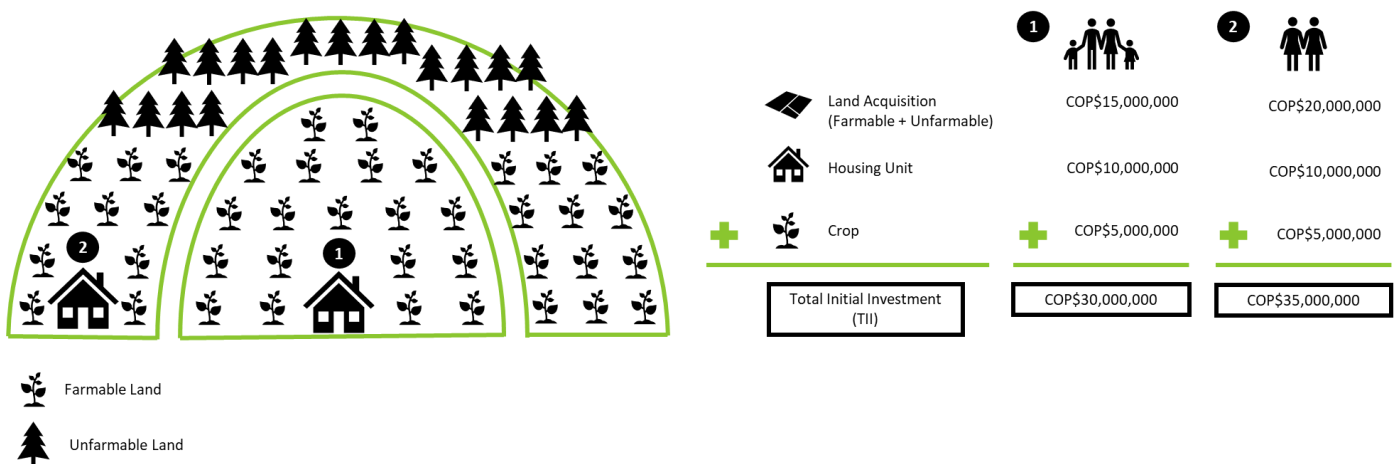 1
2
Land Acquisition
(Farmable + Unfarmable)
COP$15,000,000
COP$20,000,000
Housing Unit
COP$10,000,000
COP$10,000,000
Crop
COP$5,000,000
COP$5,000,000
Total Initial Investment
(TII)
COP$30,000,000
COP$35,000,000
2
1
Farmable Land
Unfarmable Land